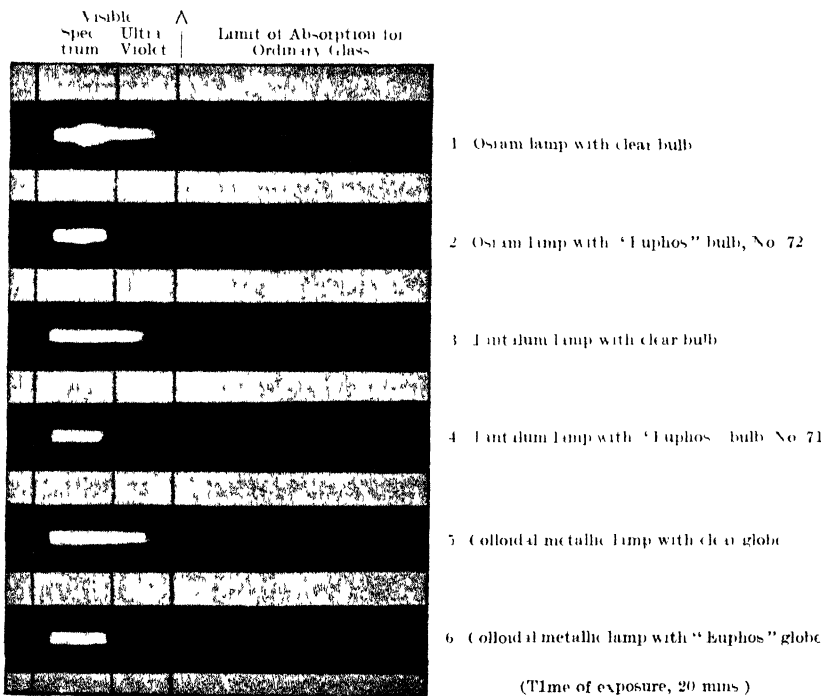 Visible
Spec Ultra Limit of Absorption for
trum Violet Ordinary Glass
1 Osram lamp with clear bulb
2 Osram lamp with "Euphos" bulb, No 72
3 Tantalum lamp with clear bulb
4 Tantalum lamp with "Euphos" bulb No 71
5 Colloidal metallic lamp with clear globe
6 Colloidal metallic lamp with "Euphos" globe
(Time of exposure, 20 mins)